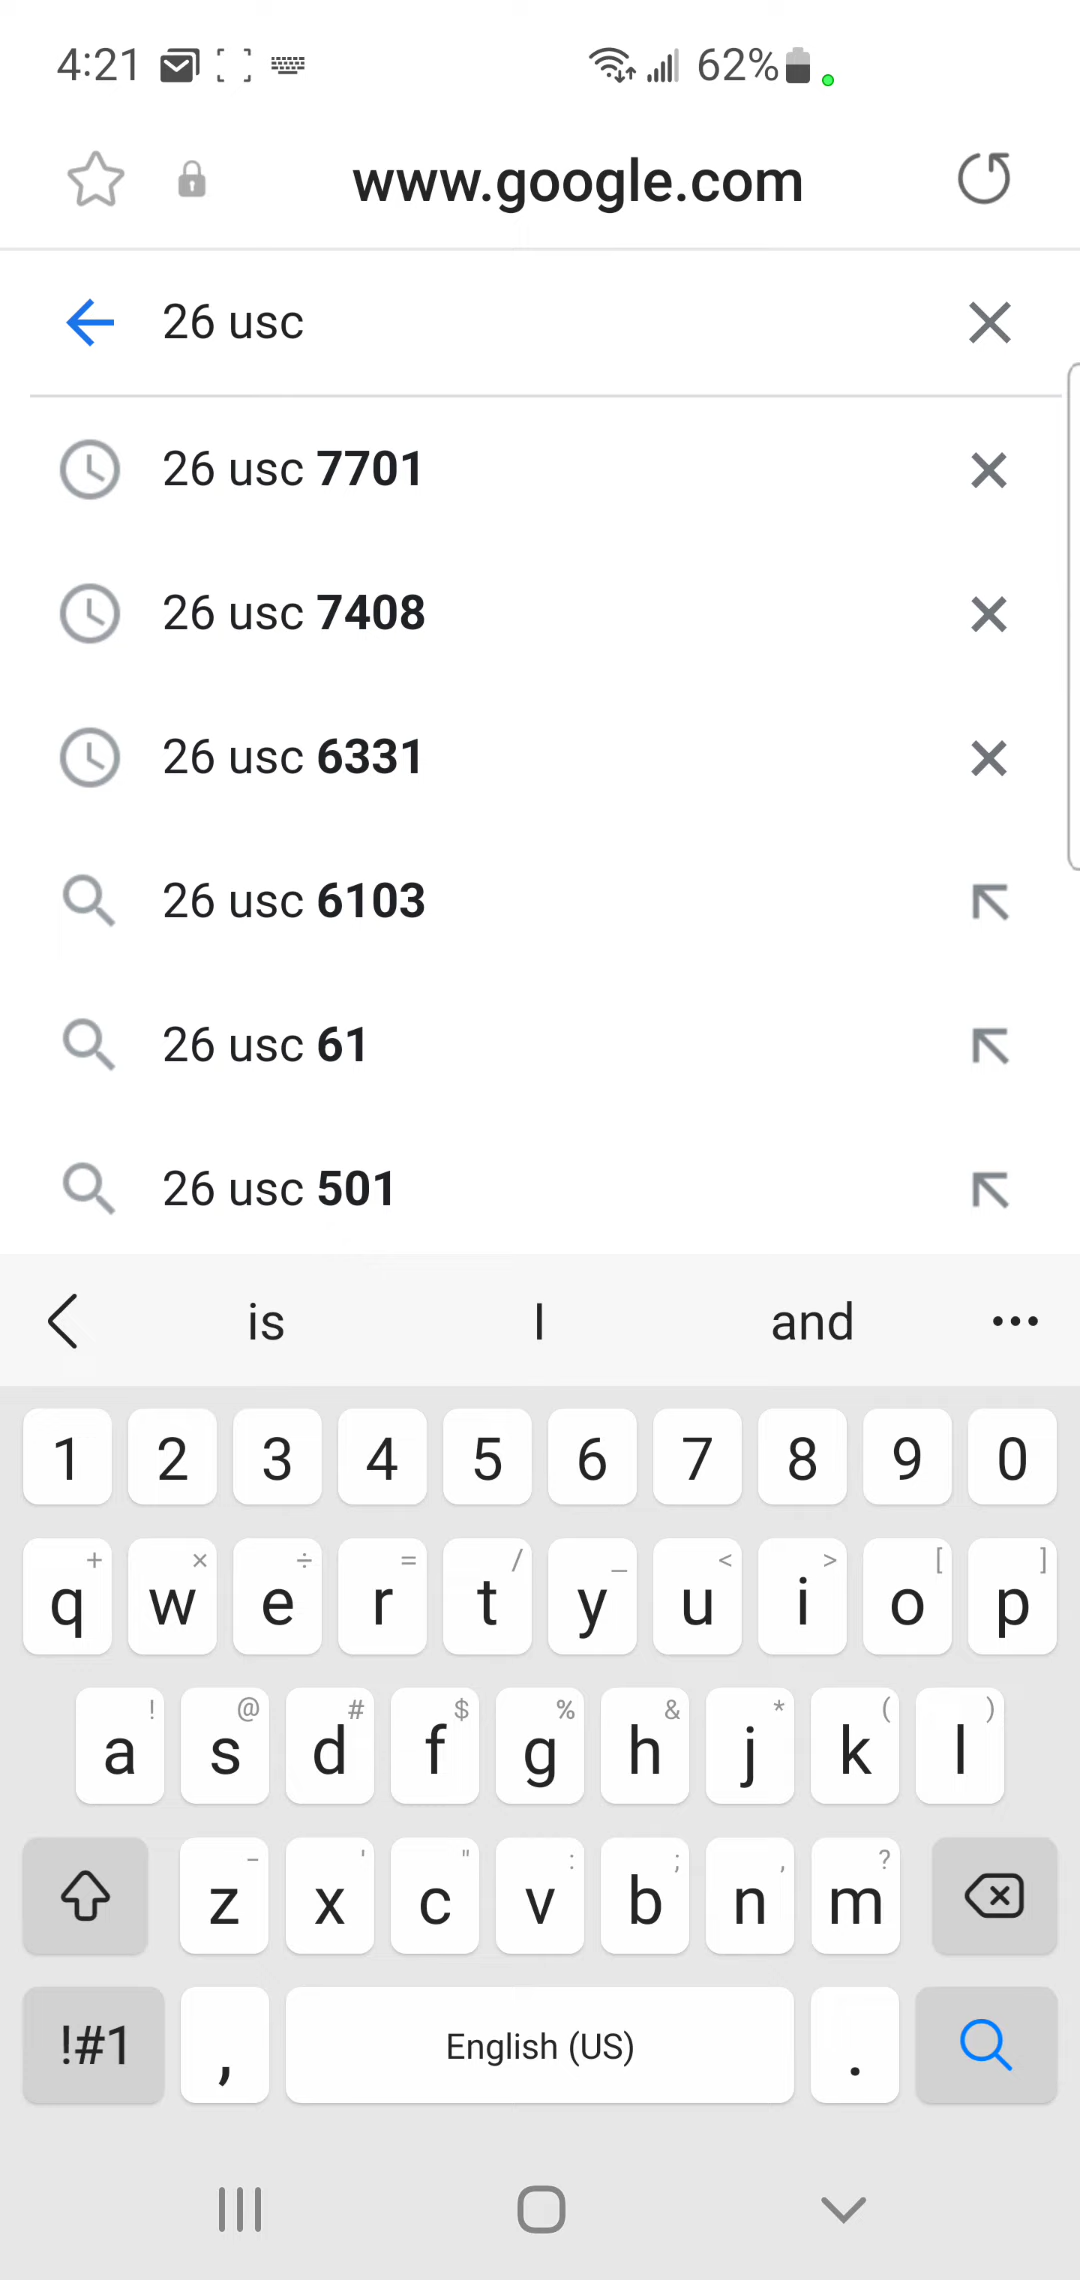 4:21 62%
www.google.com
26 usc
26 usc 7701
26 usc 7408
26 usc 6331
26 usc 6103
26 usc 61
26 usc 501
is I and
1 2 3 4 5 6 7 8 9 0
+ × ÷ = / _ < > [ ]
q w e r t y u i o p
! @ # $ % & * ( )
a s d f g h j k l
- ' " : ; , ?
z x c v b n m
!#1 , English (US) .